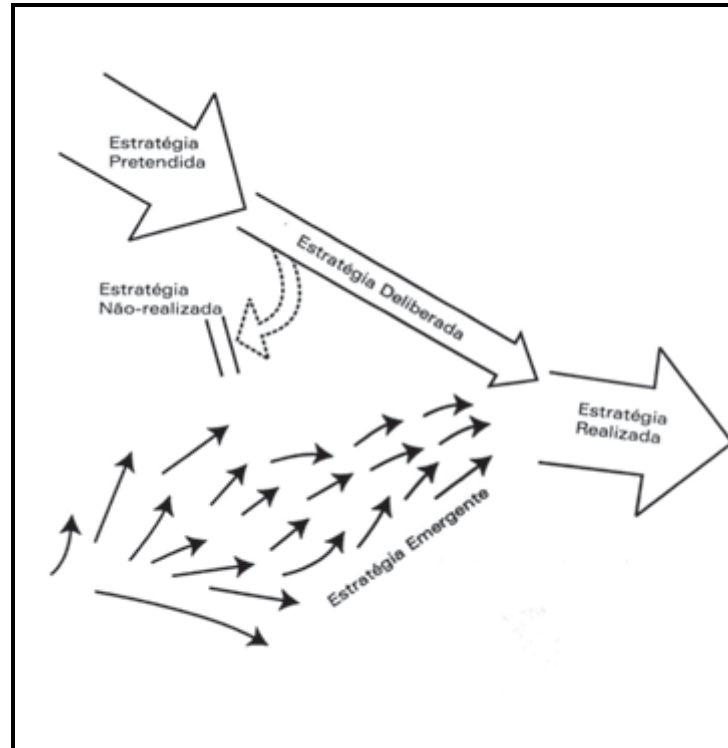 Estratégia
Pretendida
Estratégia Deliberada
Estratégia
Não-realizada
Estratégia
Realizada
Estratégia Emergente